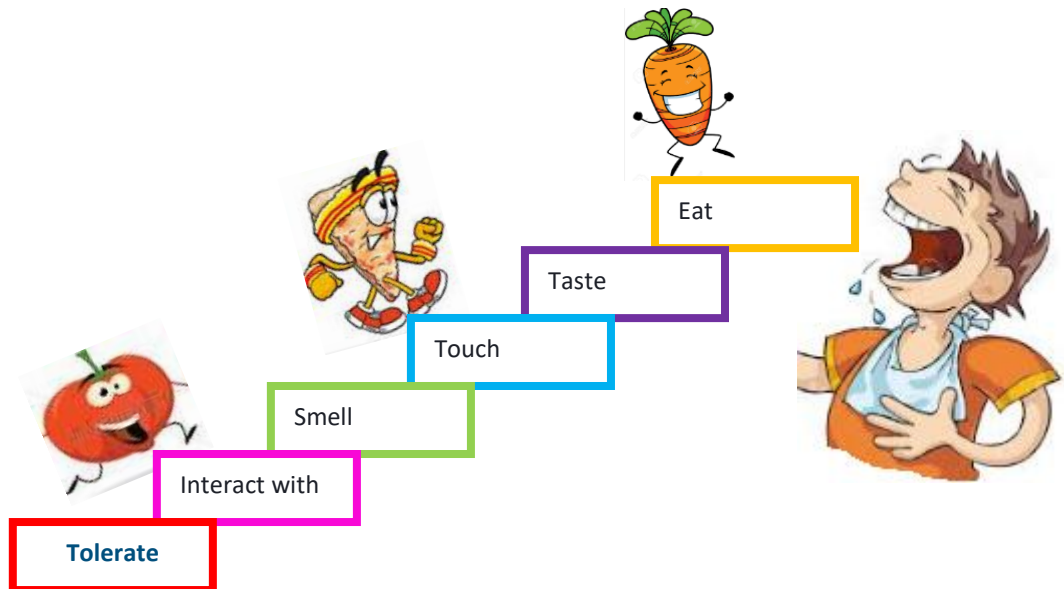 Eat
Taste
Touch
Smell
Interact with
Tolerate